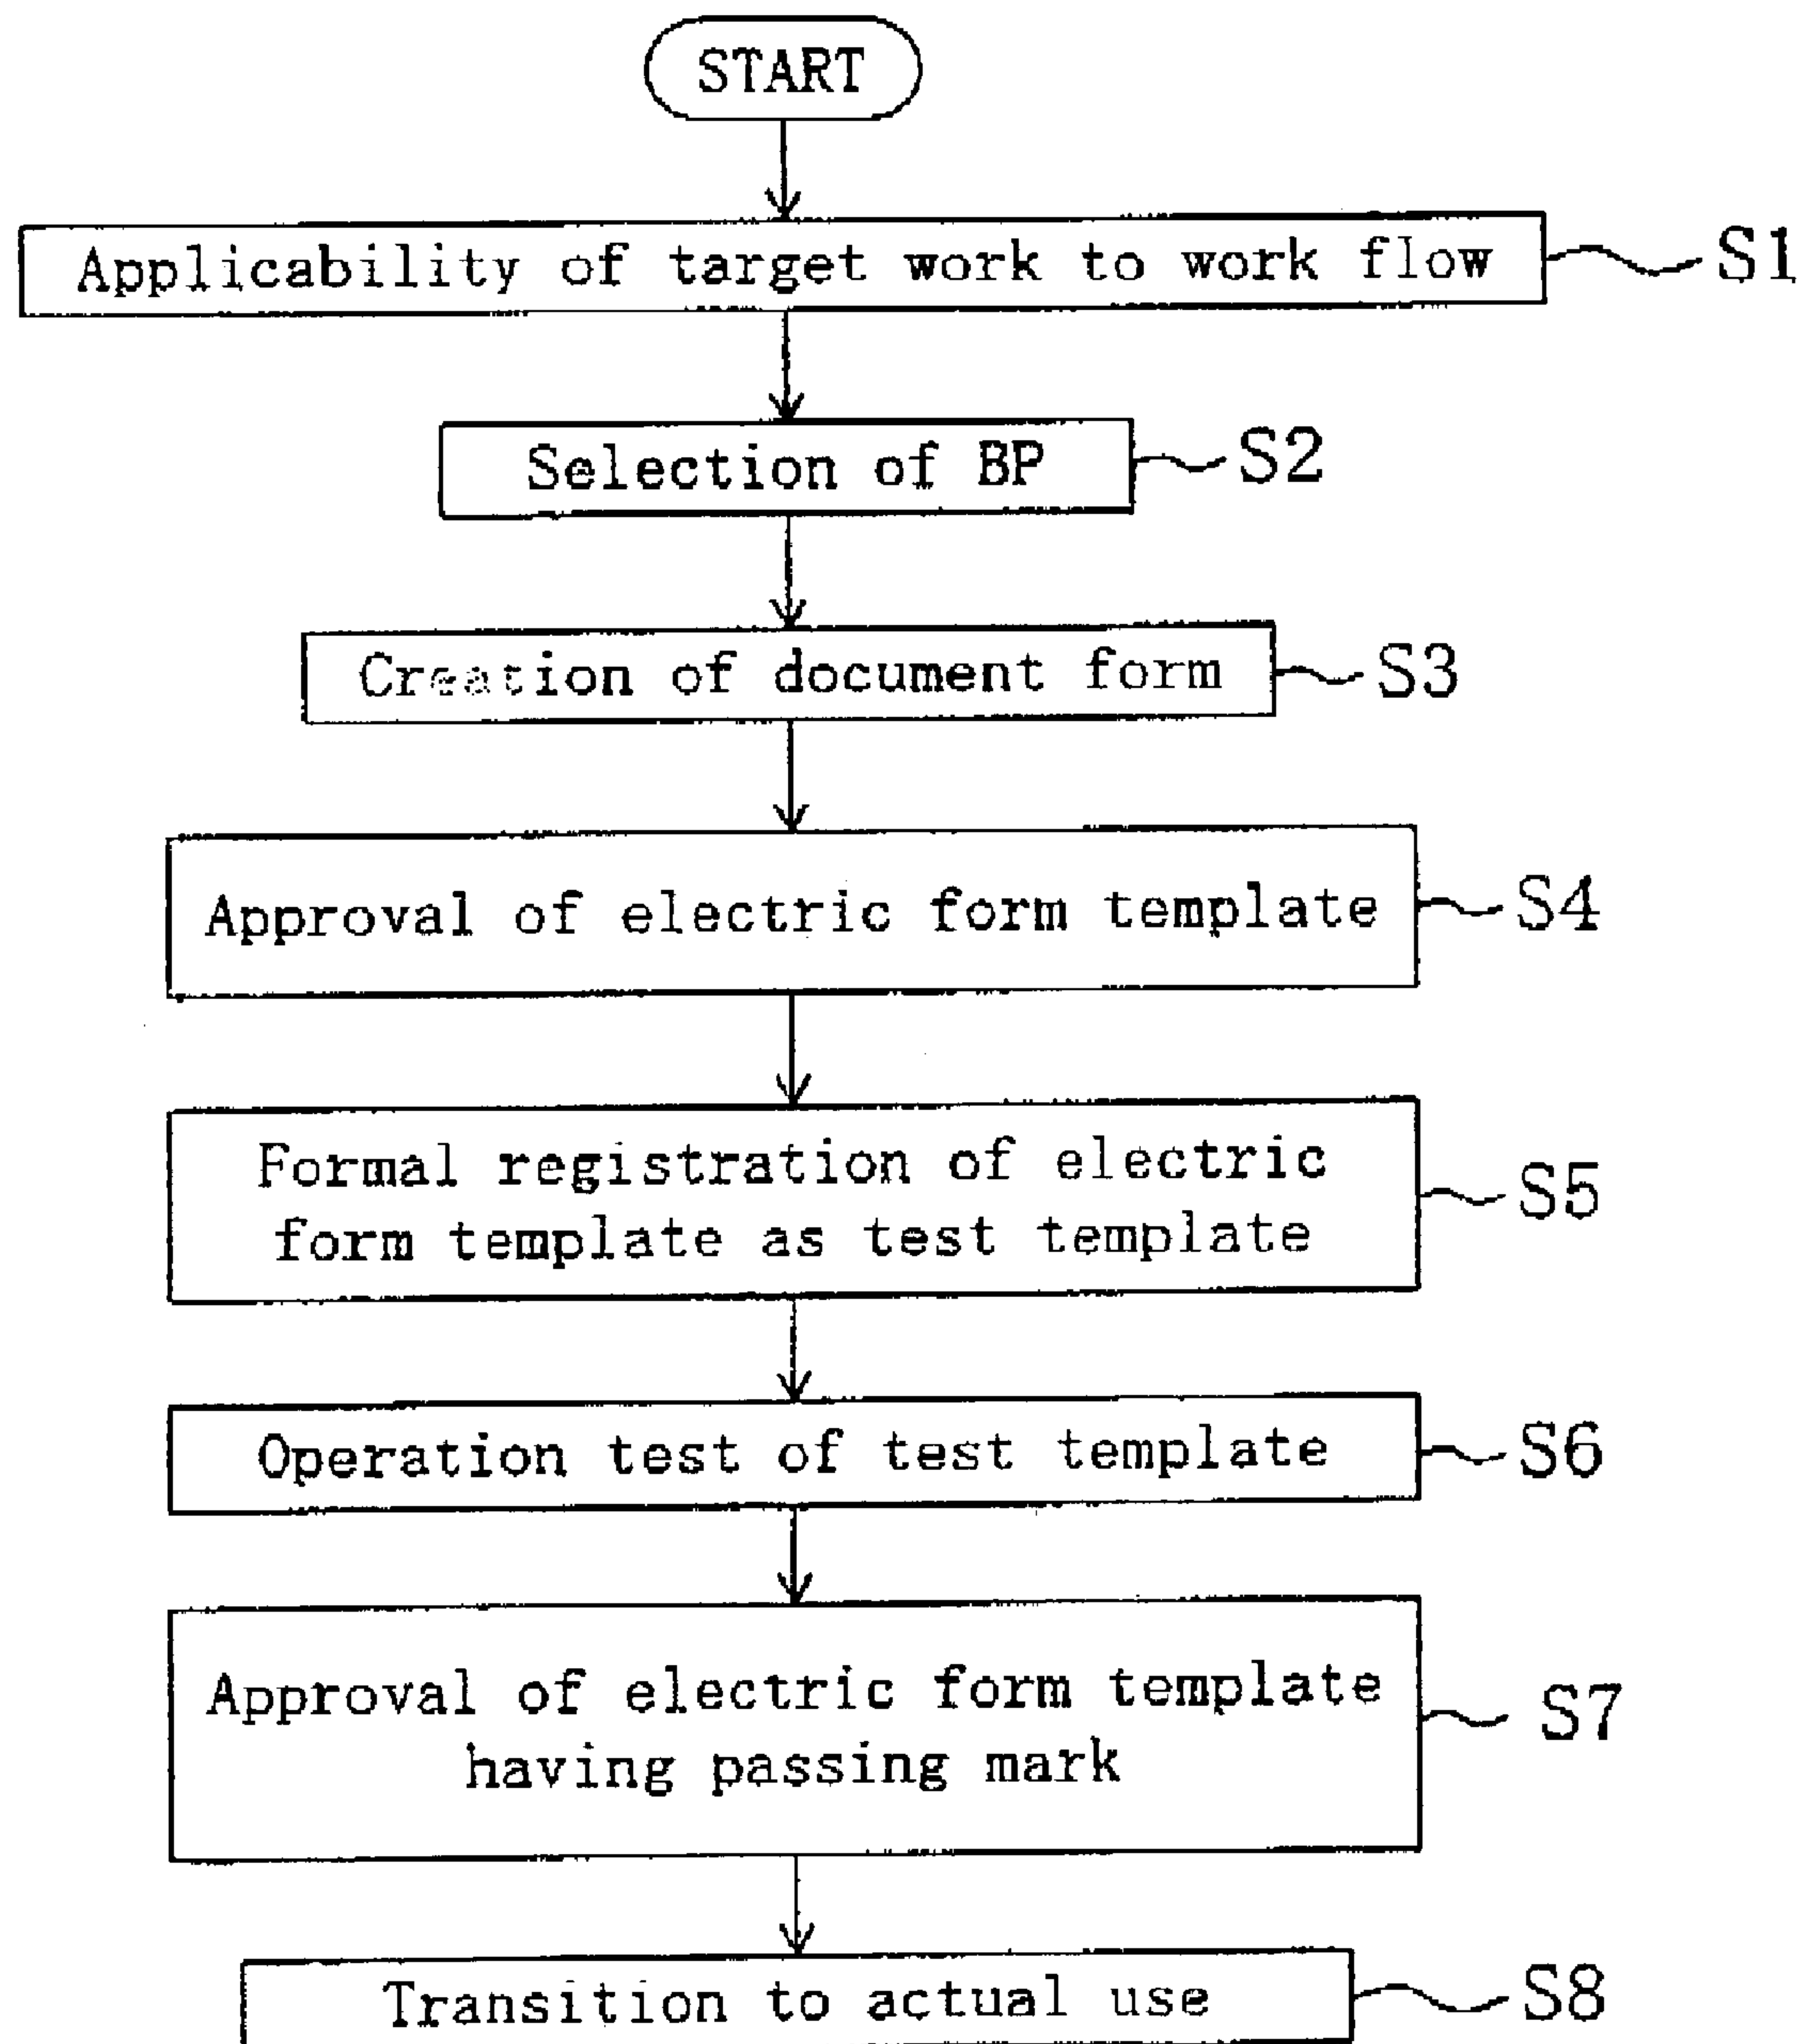 START
Applicability of target work to work flow
S1
Selection of BP
S2
Creation of document form
S3
Approval of electric form template
S4
Formal registration of electric
form template as test template
S5
Operation test of test template
S6
Approval of electric form template
having passing mark
S7
Transition to actual use
S8